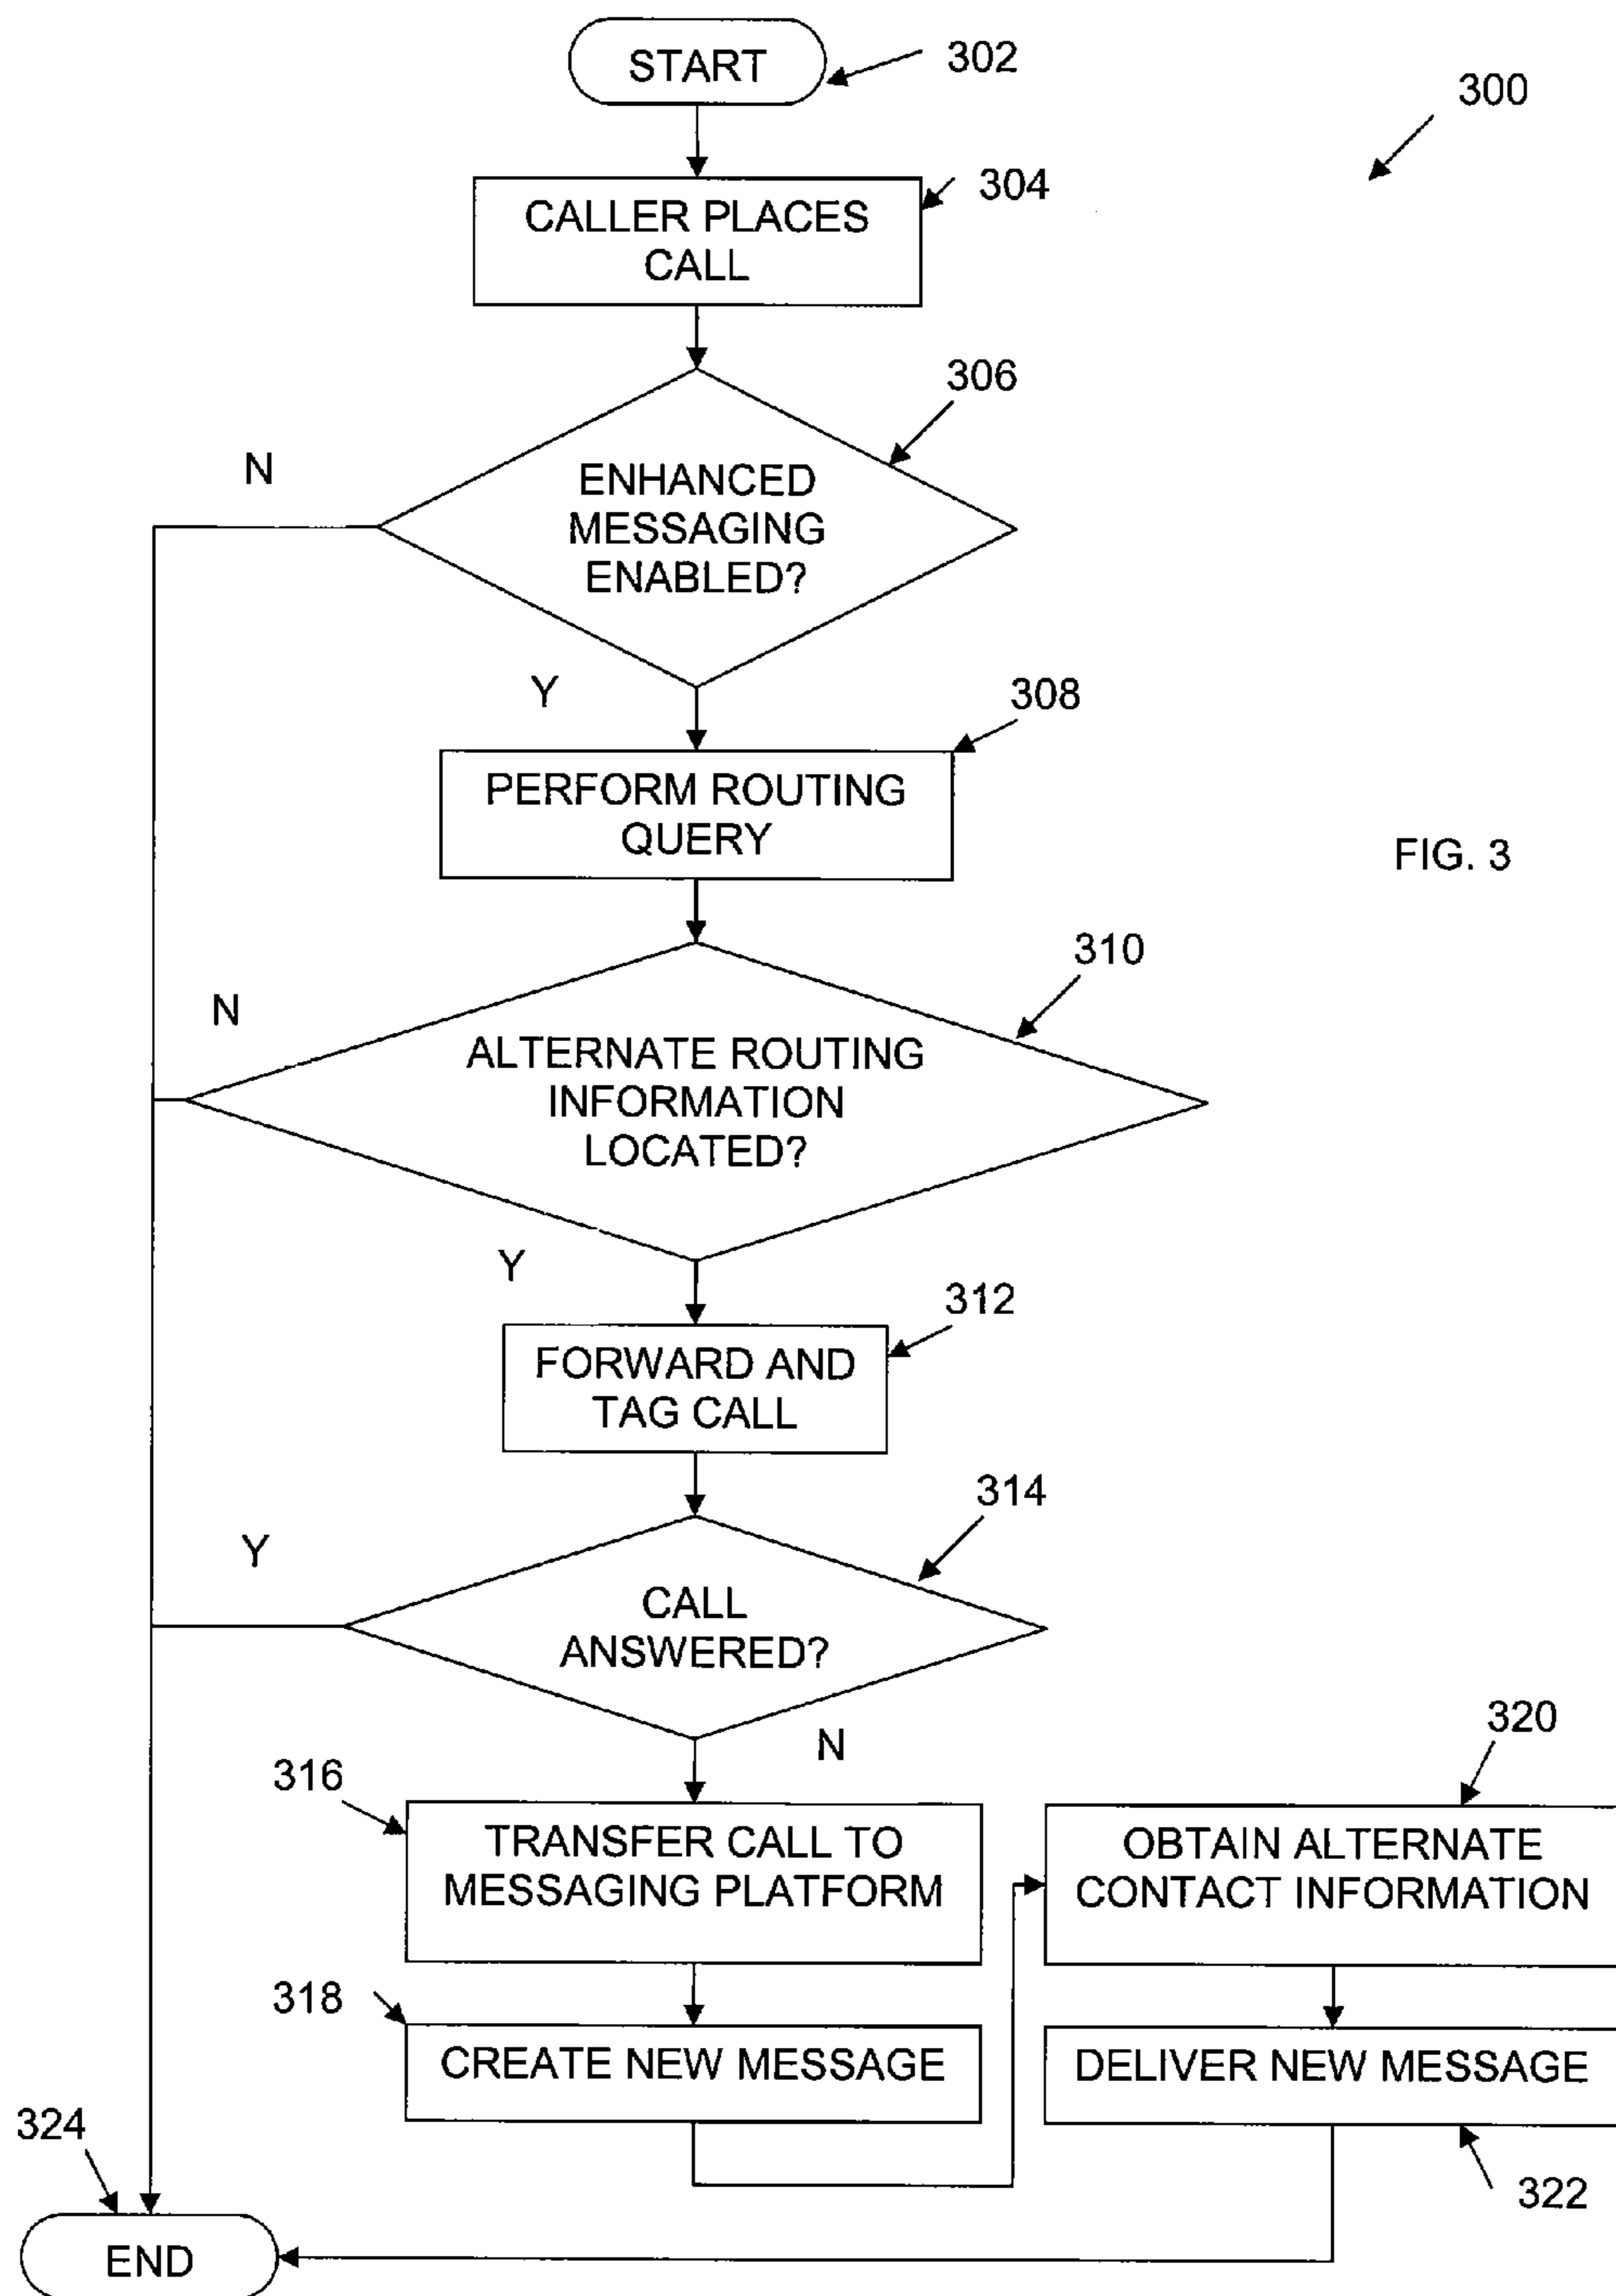 START
302
300
304
CALLER PLACES
CALL
306
N
ENHANCED
MESSAGING
ENABLED?
Y
308
PERFORM ROUTING
QUERY
FIG. 3
310
N
ALTERNATE ROUTING
INFORMATION
LOCATED?
Y
312
FORWARD AND
TAG CALL
314
Y
CALL
ANSWERED?
N
316
TRANSFER CALL TO
MESSAGING PLATFORM
320
OBTAIN ALTERNATE
CONTACT INFORMATION
318
CREATE NEW MESSAGE
DELIVER NEW MESSAGE
322
324
END